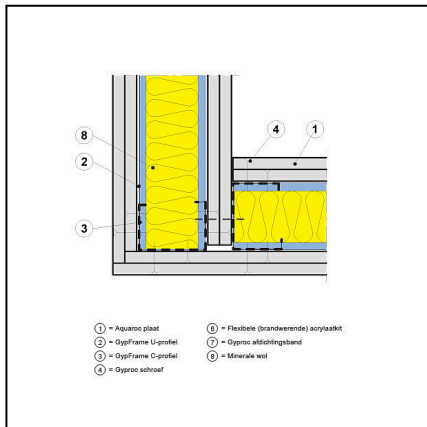 4
1
8
2
3
1 = Aquaroc plaat
2 = GypFrame U-profiel
3 = GypFrame C-profiel
4 = Gyproc schroef
6 = Flexibele (brandwerende) acrylaatkit
7 = Gyproc afdichtingsband
8 = Minerale wol